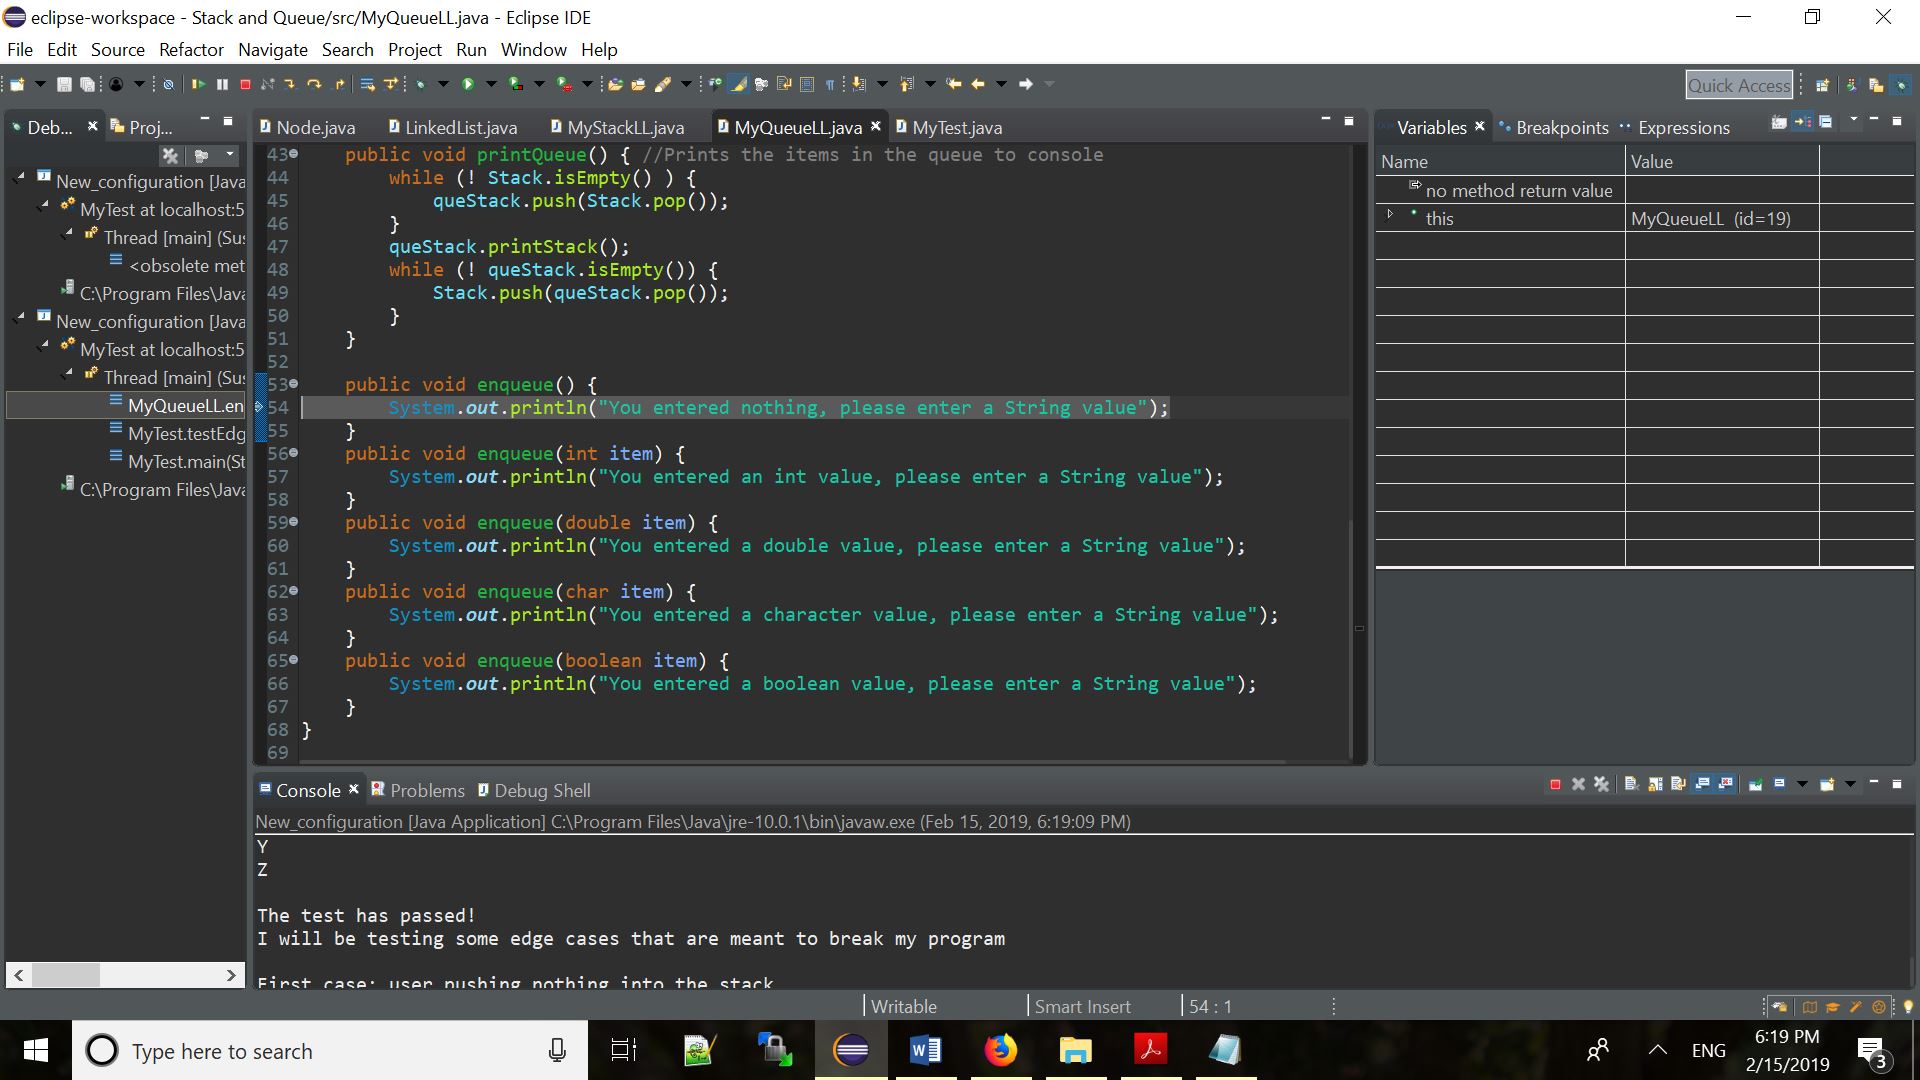 eclipse-workspace - Stack and Queue/src/MyQueueLL.java - Eclipse IDE
File Edit Source Refactor Navigate Search Project Run Window Help
Quick Access
Deb... Proj...
New_configuration [Java
MyTest at localhost:5
Thread [main] (Sus
<obsolete met
C:\Program Files\Java
New_configuration [Java
MyTest at localhost:5
Thread [main] (Sus
MyQueueLL.en
MyTest.testEdg
MyTest.main(St
C:\Program Files\Java
Node.java LinkedList.java MyStackLL.java MyQueueLL.java MyTest.java
43 public void printQueue() { //Prints the items in the queue to console
44 while (! Stack.isEmpty() ) {
45 queStack.push(Stack.pop());
46 }
47 queStack.printStack();
48 while (! queStack.isEmpty()) {
49 Stack.push(queStack.pop());
50 }
51 }
52
53 public void enqueue() {
54 System.out.println("You entered nothing, please enter a String value");
55 }
56 public void enqueue(int item) {
57 System.out.println("You entered an int value, please enter a String value");
58 }
59 public void enqueue(double item) {
60 System.out.println("You entered a double value, please enter a String value");
61 }
62 public void enqueue(char item) {
63 System.out.println("You entered a character value, please enter a String value");
64 }
65 public void enqueue(boolean item) {
66 System.out.println("You entered a boolean value, please enter a String value");
67 }
68 }
69
Variables Breakpoints Expressions
Name Value
no method return value
this MyQueueLL (id=19)
Console Problems Debug Shell
New_configuration [Java Application] C:\Program Files\Java\jre-10.0.1\bin\javaw.exe (Feb 15, 2019, 6:19:09 PM)
Y
Z
The test has passed!
I will be testing some edge cases that are meant to break my program
First case: user pushing nothing into the stack
Writable Smart Insert 54 : 1
Type here to search
ENG
6:19 PM
2/15/2019
3